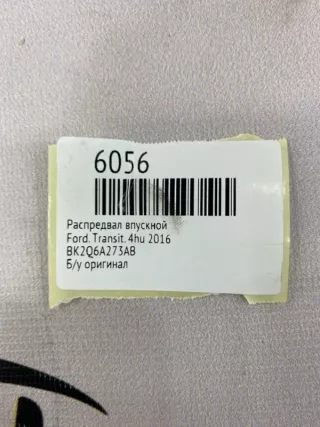 6056
Распредвал впускной
Ford. Transit. 4hu 2016
BK2Q6A273AB
Б/у оригинал